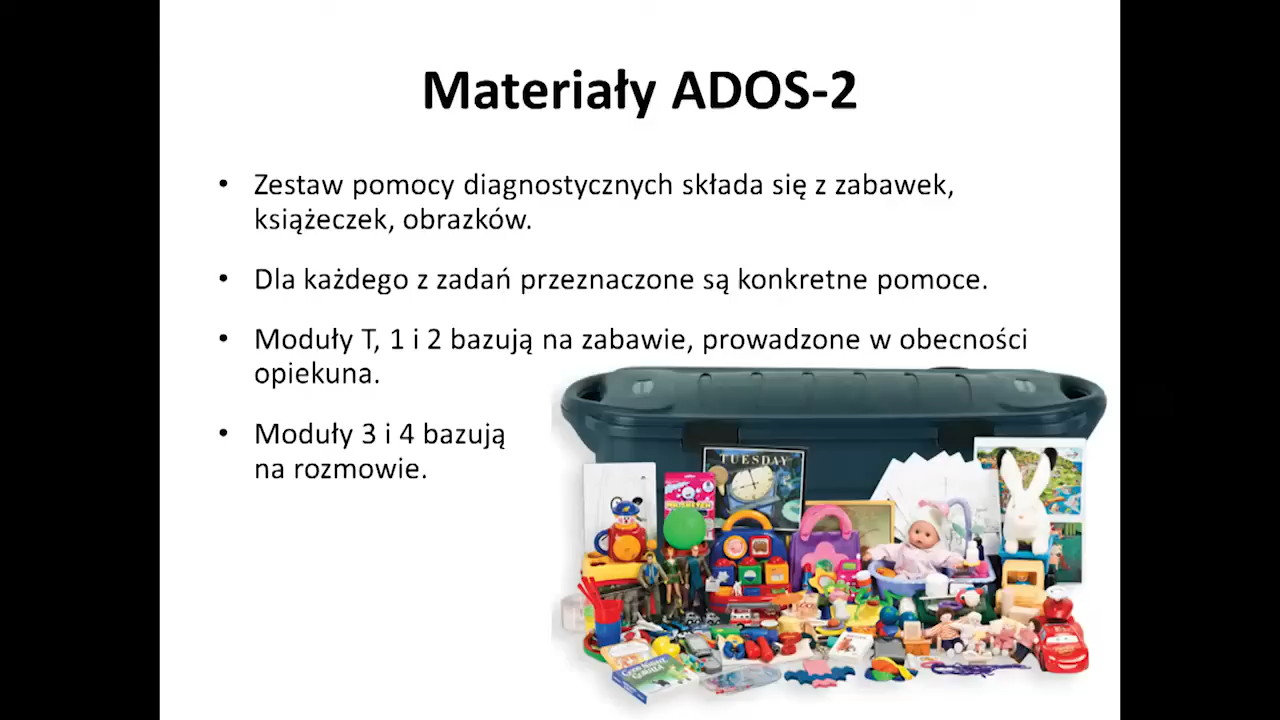 Materiały ADOS-2
• Zestaw pomocy diagnostycznych składa się z zabawek,
książeczek, obrazków.
• Dla każdego z zadań przeznaczone są konkretne pomoce.
• Moduły T, 1 i 2 bazują na zabawie, prowadzone w obecności
opiekuna.
• Moduły 3 i 4 bazują
na rozmowie.
TUESDAY